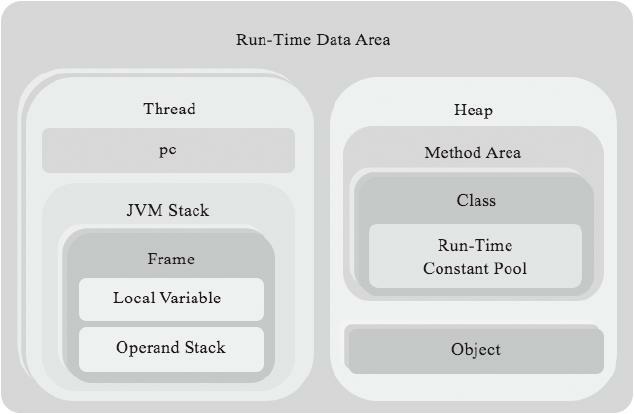 Run-Time Data Area
Thread
pc
JVM Stack
Frame
Local Variable
Operand Stack
Heap
Method Area
Class
Run-Time
Constant Pool
Object